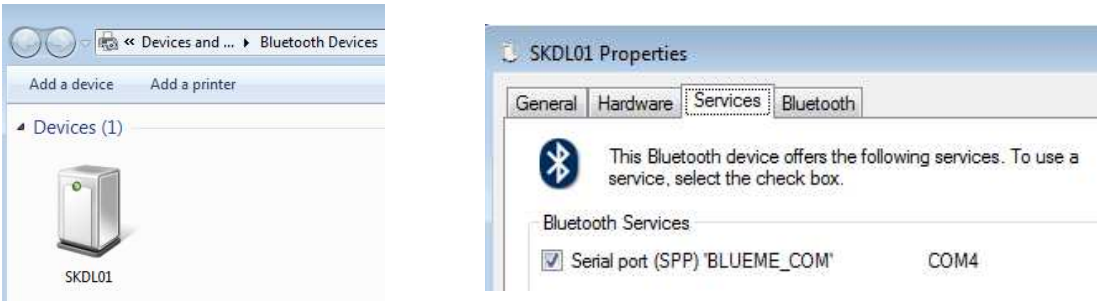 « Devices and ... ▸ Bluetooth Devices
Add a device Add a printer
Devices (1)
SKDL01
SKDL01 Properties
General Hardware Services Bluetooth
This Bluetooth device offers the following services. To use a
service, select the check box.
Bluetooth Services
Serial port (SPP) 'BLUEME_COM' COM4